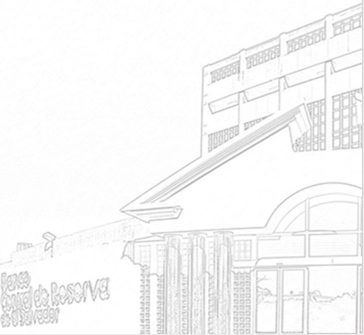 Banco
Central de Reserva
de El Salvador